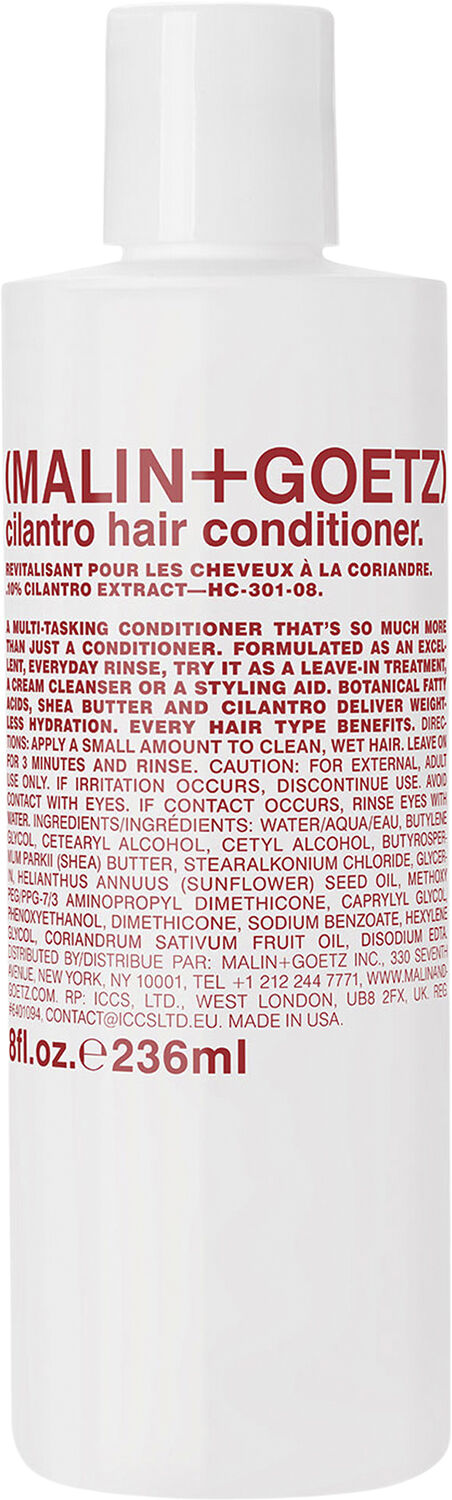 (MALIN+GOETZ)
cilantro hair conditioner.
REVITALISANT POUR LES CHEVEUX À LA CORIANDRE.
.10% CILANTRO EXTRACT—HC-301-08.
A MULTI-TASKING CONDITIONER THAT'S SO MUCH MORE
THAN JUST A CONDITIONER. FORMULATED AS AN EXCEL-
LENT, EVERYDAY RINSE, TRY IT AS A LEAVE-IN TREATMENT,
A CREAM CLEANSER OR A STYLING AID. BOTANICAL FATTY
ACIDS, SHEA BUTTER AND CILANTRO DELIVER WEIGHT-
LESS HYDRATION. EVERY HAIR TYPE BENEFITS. DIREC-
TIONS: APPLY A SMALL AMOUNT TO CLEAN, WET HAIR. LEAVE ON
FOR 3 MINUTES AND RINSE. CAUTION: FOR EXTERNAL, ADULT
USE ONLY. IF IRRITATION OCCURS, DISCONTINUE USE. AVOID
CONTACT WITH EYES. IF CONTACT OCCURS, RINSE EYES WITH
WATER. INGREDIENTS/INGRÉDIENTS: WATER/AQUA/EAU, BUTYLENE
GLYCOL, CETEARYL ALCOHOL, CETYL ALCOHOL, BUTYROSPER-
MUM PARKII (SHEA) BUTTER, STEARALKONIUM CHLORIDE, GLYCER-
IN, HELIANTHUS ANNUUS (SUNFLOWER) SEED OIL, METHOXY
PEG/PPG-7/3 AMINOPROPYL DIMETHICONE, CAPRYLYL GLYCOL,
PHENOXYETHANOL, DIMETHICONE, SODIUM BENZOATE, HEXYLENE
GLYCOL, CORIANDRUM SATIVUM FRUIT OIL, DISODIUM EDTA.
DISTRIBUTED BY/DISTRIBUE PAR: MALIN+GOETZ INC., 330 SEVENTH
AVENUE, NEW YORK, NY 10001, TEL +1 212 244 7771, WWW.MALINAND-
GOETZ.COM. RP: ICCS, LTD., WEST LONDON, UB8 2FX, UK. REG
#6401094, CONTACT@ICCSLTD.EU. MADE IN USA.
8fl.oz.℮236ml